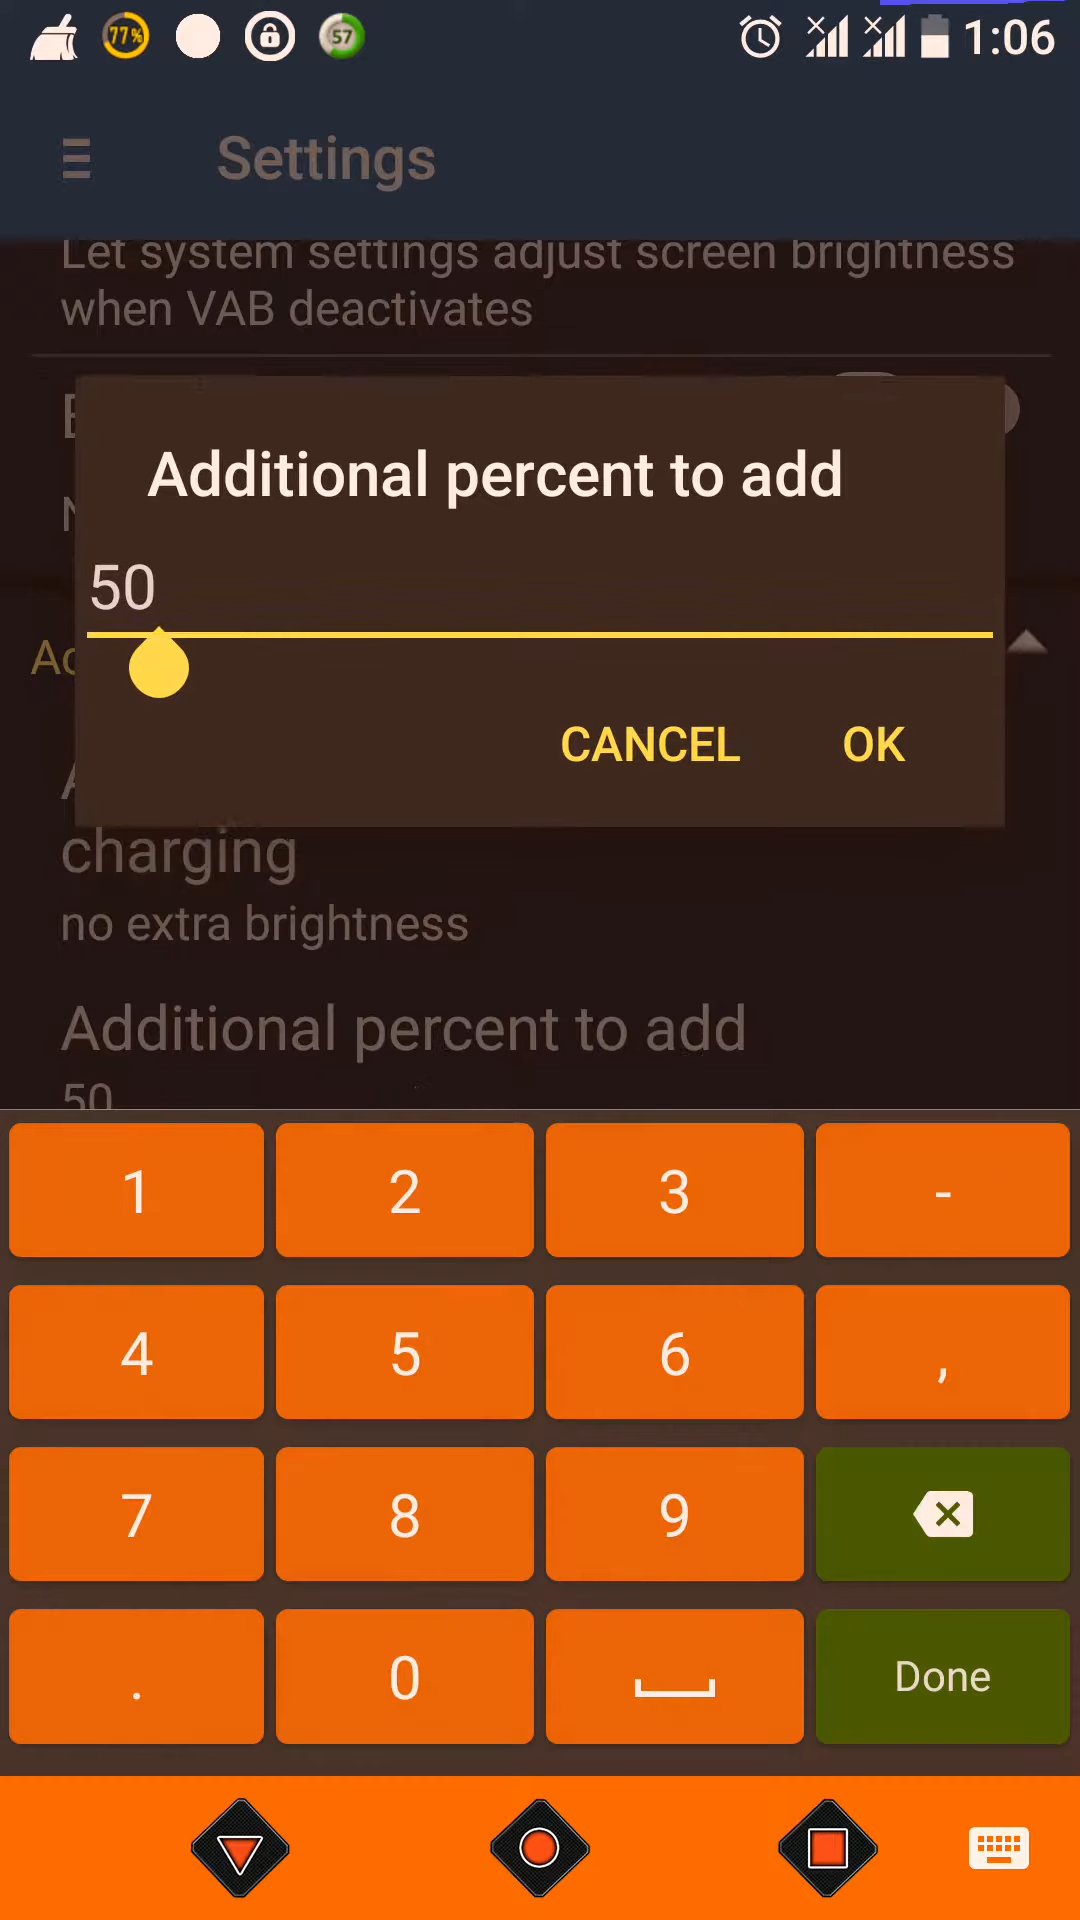 77%
57
1:06
Settings
Let system settings adjust screen brightness
when VAB deactivates
Additional percent to add
50
CANCEL OK
charging
no extra brightness
Additional percent to add
50
1 2 3 -
4 5 6 ,
7 8 9
. 0 Done